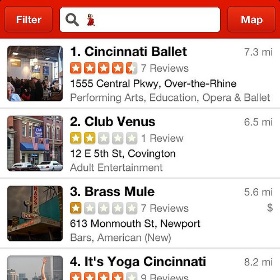 Filter
Map
1. Cincinnati Ballet 7.3 mi
7 Reviews
1555 Central Pkwy, Over-the-Rhine
Performing Arts, Education, Opera & Ballet
2. Club Venus 6.5 mi
1 Review
12 E 5th St, Covington
Adult Entertainment
3. Brass Mule 5.6 mi
7 Reviews $
613 Monmouth St, Newport
Bars, American (New)
4. It's Yoga Cincinnati 8.2 mi
9 Reviews